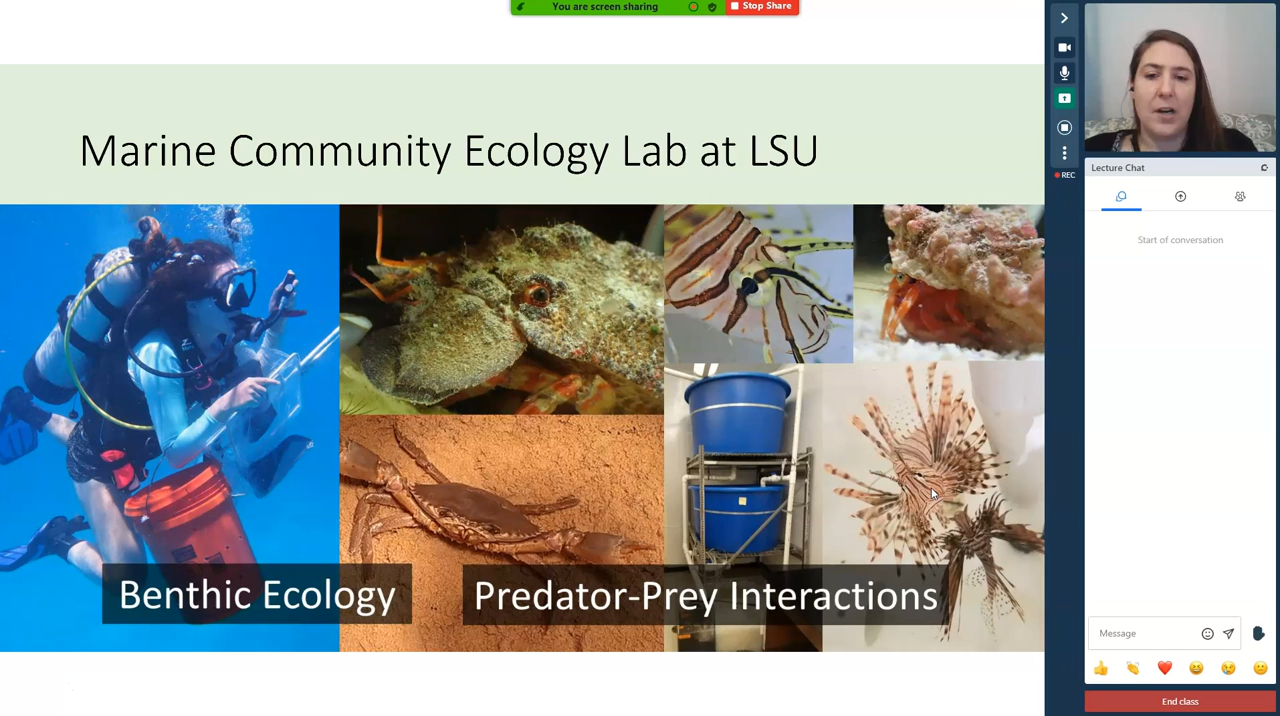 You are screen sharing
Stop Share
Marine Community Ecology Lab at LSU
Benthic Ecology
Predator-Prey Interactions
REC
Lecture Chat
Start of conversation
Message
End class